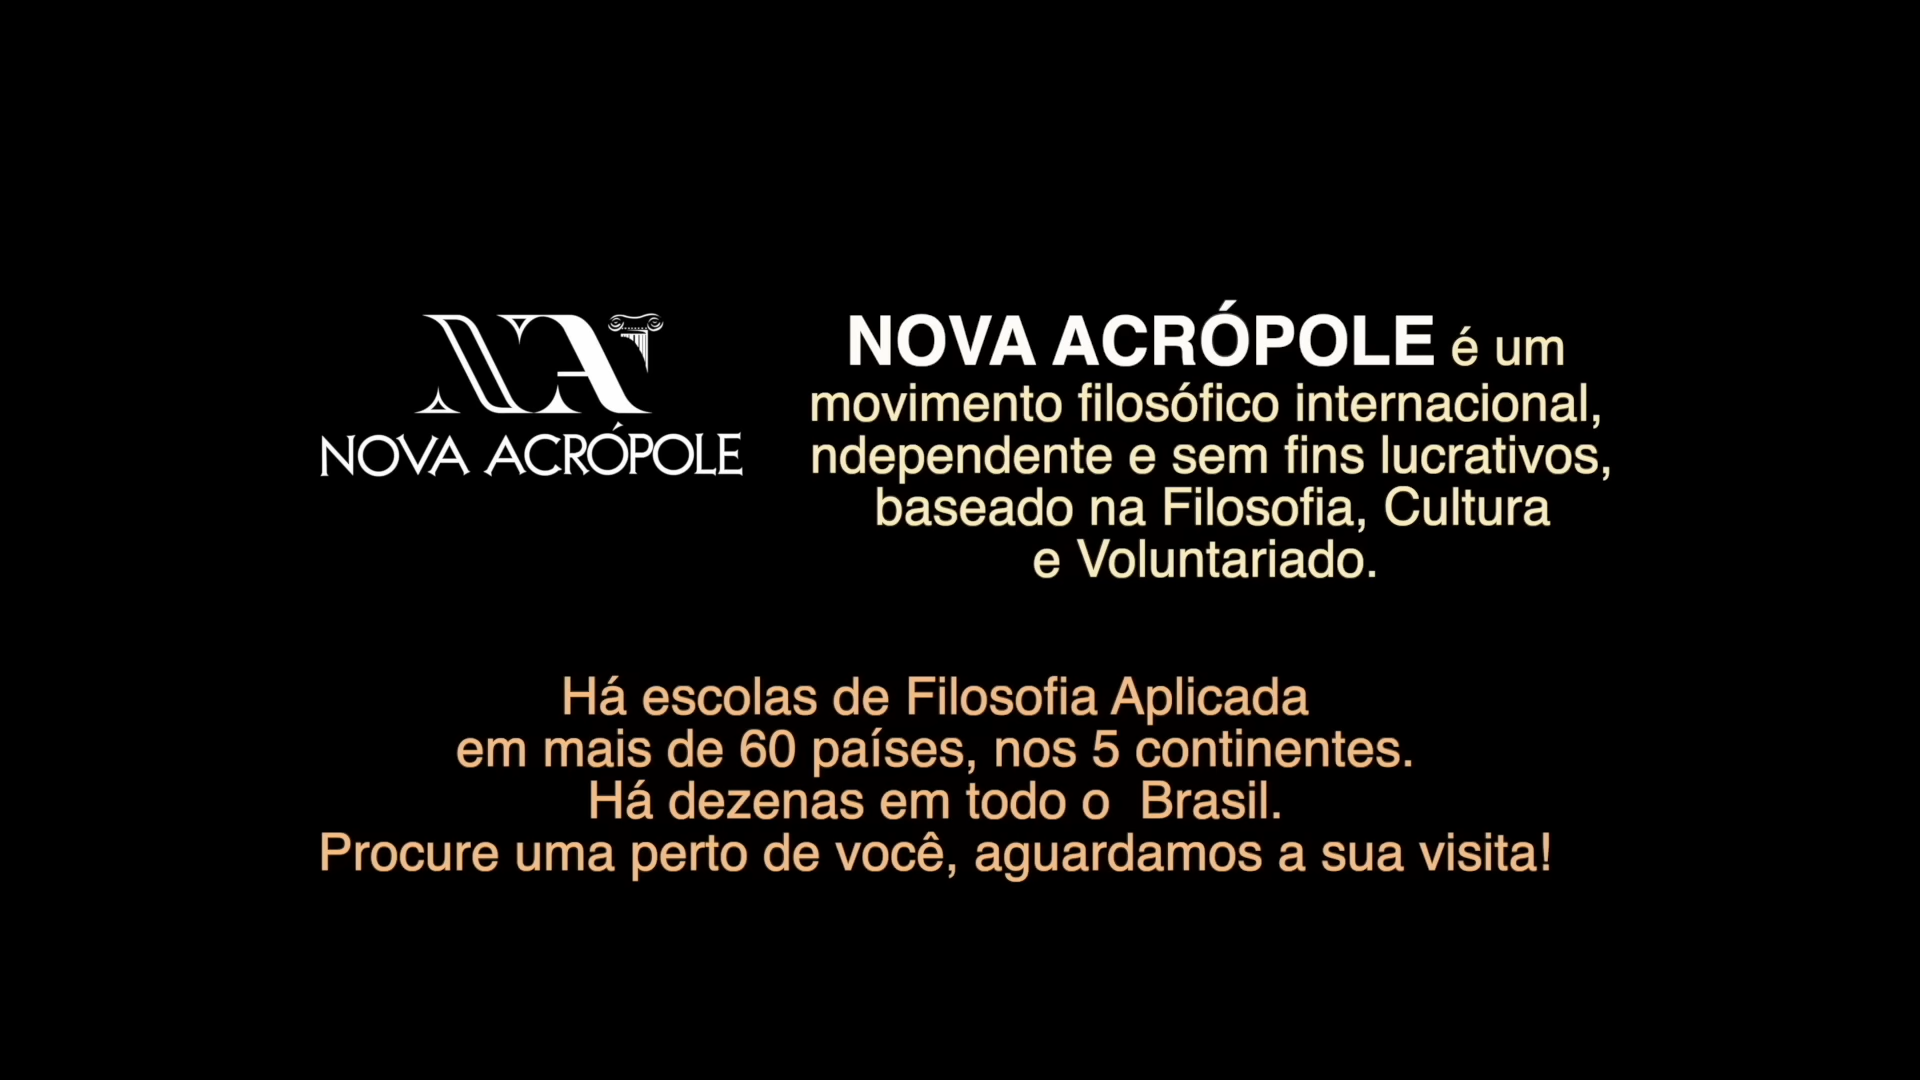 NOVA ACRÓPOLE
NOVA ACRÓPOLE é um
movimento filosófico internacional,
ndependente e sem fins lucrativos,
baseado na Filosofia, Cultura
e Voluntariado.
Há escolas de Filosofia Aplicada
em mais de 60 países, nos 5 continentes.
Há dezenas em todo o  Brasil.
Procure uma perto de você, aguardamos a sua visita!